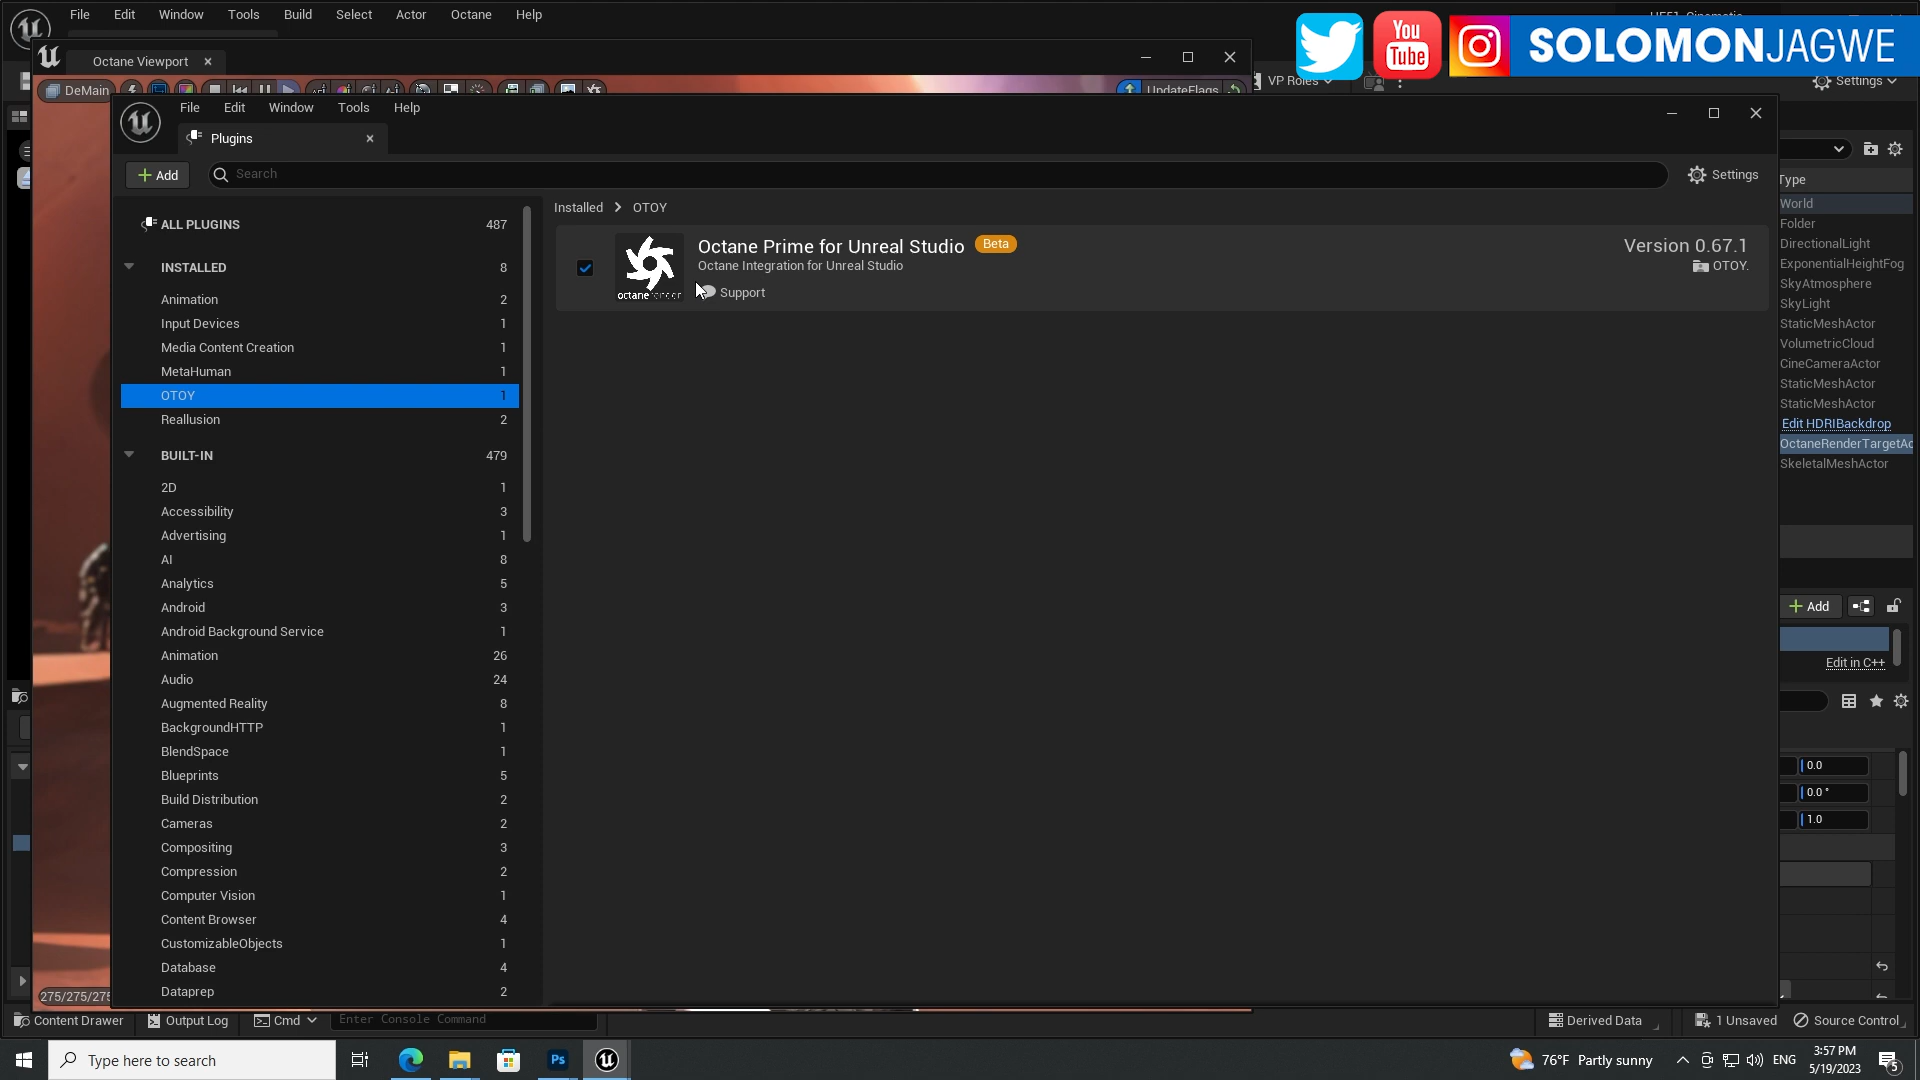 File Edit Window Tools Build Select Actor Octane Help
SOLOMONJAGWE
You
Tube
Octane Viewport
VP Roles
Settings
DeMain
UpdateFlags
File Edit Window Tools Help
Plugins
Add
Search
Settings
ALL PLUGINS 487
INSTALLED 8
Animation 2
Input Devices 1
Media Content Creation 1
MetaHuman 1
OTOY 1
Reallusion 2
BUILT-IN 479
2D 1
Accessibility 3
Advertising 1
AI 8
Analytics 5
Android 3
Android Background Service 1
Animation 26
Audio 24
Augmented Reality 8
BackgroundHTTP 1
BlendSpace 1
Blueprints 5
Build Distribution 2
Cameras 2
Compositing 3
Compression 2
Computer Vision 1
Content Browser 4
CustomizableObjects 1
Database 4
Dataprep 2
Installed > OTOY
Octane Prime for Unreal Studio Beta
Octane Integration for Unreal Studio
Support
octanerender
Version 0.67.1
OTOY.
Type
World
Folder
DirectionalLight
ExponentialHeightFog
SkyAtmosphere
SkyLight
StaticMeshActor
VolumetricCloud
CineCameraActor
StaticMeshActor
StaticMeshActor
Edit HDRIBackdrop
OctaneRenderTargetAc
SkeletalMeshActor
Add
Edit in C++
0.0
0.0 °
1.0
275/275/275
Content Drawer Output Log Cmd Enter Console Command
Derived Data 1 Unsaved Source Control
Type here to search
Ps
76°F Partly sunny
ENG
3:57 PM
5/19/2023
5